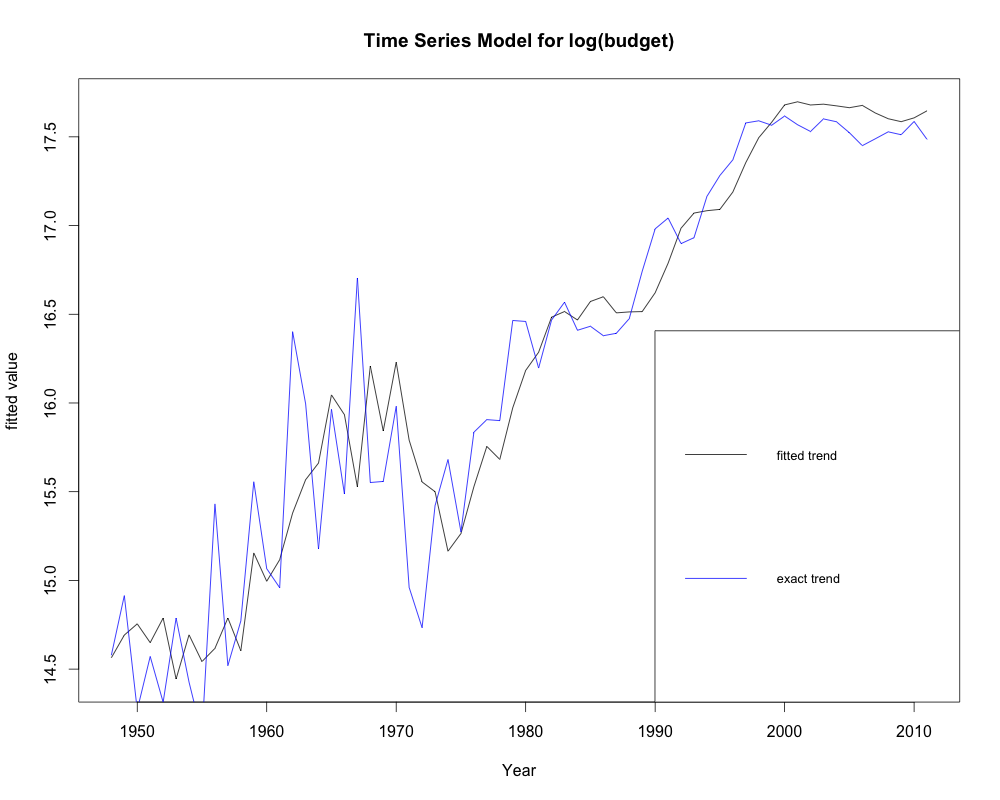 Time Series Model for log(budget)
fitted value
17.5
17.0
16.5
16.0
15.5
15.0
14.5
fitted trend
exact trend
1950 1960 1970 1980 1990 2000 2010
Year